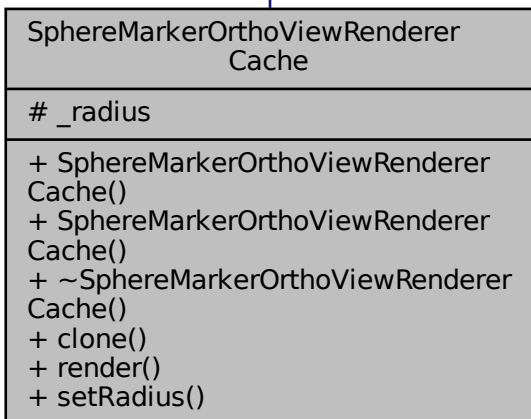 SphereMarkerOrthoViewRenderer
Cache
# _radius
+ SphereMarkerOrthoViewRenderer
Cache()
+ SphereMarkerOrthoViewRenderer
Cache()
+ ~SphereMarkerOrthoViewRenderer
Cache()
+ clone()
+ render()
+ setRadius()